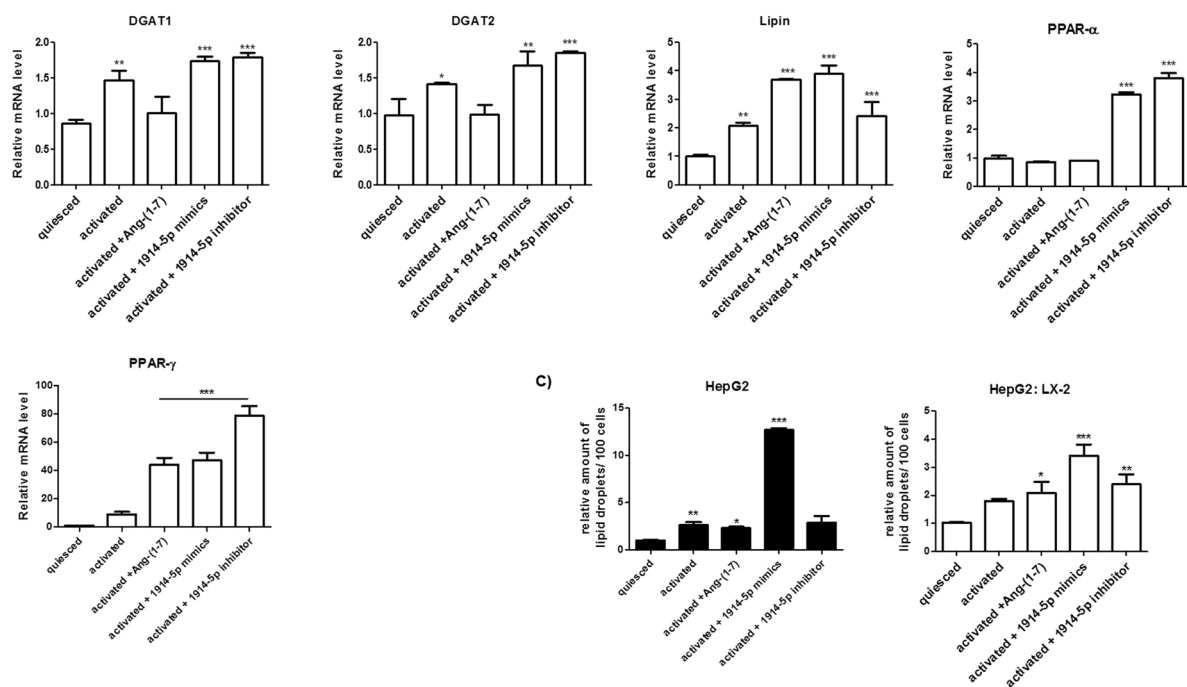 DGAT1
Relative mRNA level
2.0
1.5
1.0
0.5
0.0
**
***
***
quiesced
activated
activated +Ang-(1-7)
activated + 1914-5p mimics
activated + 1914-5p inhibitor
DGAT2
Relative mRNA level
2.0
1.5
1.0
0.5
0.0
*
**
***
quiesced
activated
activated +Ang-(1-7)
activated + 1914-5p mimics
activated + 1914-5p inhibitor
Lipin
Relative mRNA level
5
4
3
2
1
0
**
***
***
***
quiesced
activated
activated +Ang-(1-7)
activated + 1914-5p mimics
activated + 1914-5p inhibitor
PPAR-α
Relative mRNA level
5
4
3
2
1
0
***
***
quiesced
activated
activated +Ang-(1-7)
activated + 1914-5p mimics
activated + 1914-5p inhibitor
PPAR-γ
Relative mRNA level
100
80
60
40
20
0
***
quiesced
activated
activated +Ang-(1-7)
activated + 1914-5p mimics
activated + 1914-5p inhibitor
C)
HepG2
relative amount of
lipid droplets/ 100 cells
15
10
5
0
**
*
***
quiesced
activated
activated +Ang-(1-7)
activated + 1914-5p mimics
activated + 1914-5p inhibitor
HepG2: LX-2
relative amount of
lipid droplets/ 100 cells
5
4
3
2
1
0
*
***
**
quiesced
activated
activated +Ang-(1-7)
activated + 1914-5p mimics
activated + 1914-5p inhibitor